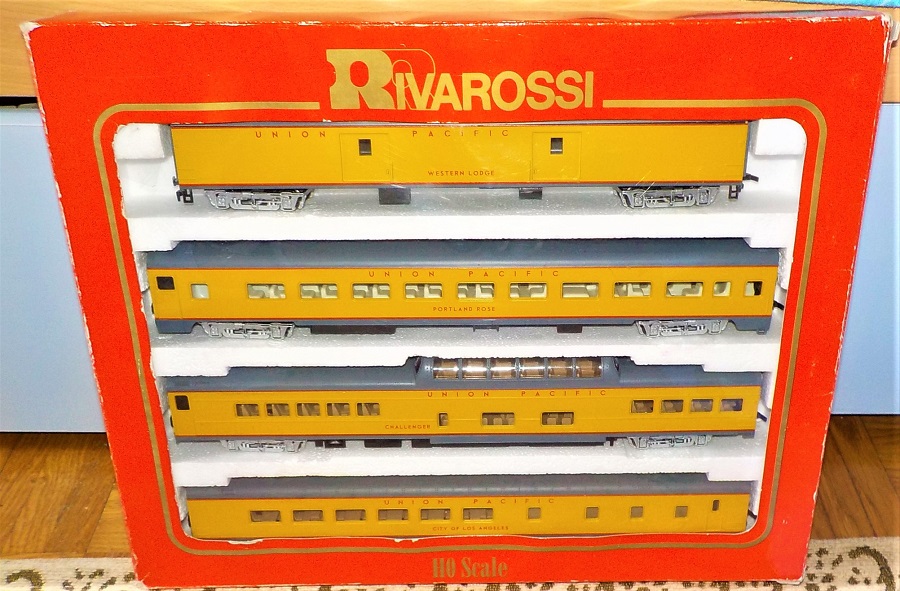 RIVAROSSI
UNION PACIFIC
WESTERN LODGE
UNION PACIFIC
PORTLAND ROSE
UNION PACIFIC
CHALLENGER
UNION PACIFIC
CITY OF LOS ANGELES
HO Scale